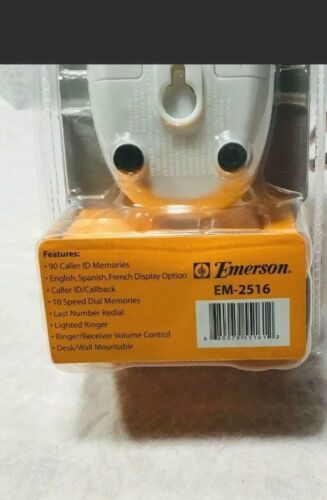 Features:
• 90 Caller ID Memories
• English, Spanish, French Display Option
• Caller ID/Callback
• 10 Speed Dial Memories
• Last Number Redial
• Lighted Ringer
• Ringer/Receiver Volume Control
• Desk/Wall Mountable
Emerson®
EM-2516